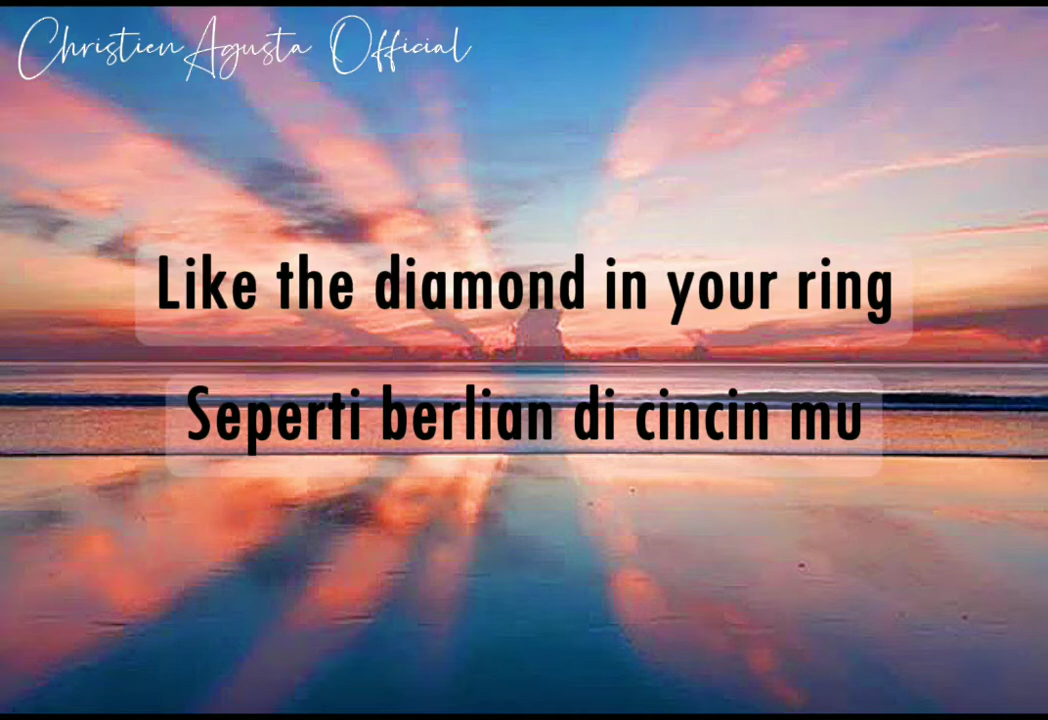 Christien Agusta Official
Like the diamond in your ring
Seperti berlian di cincin mu